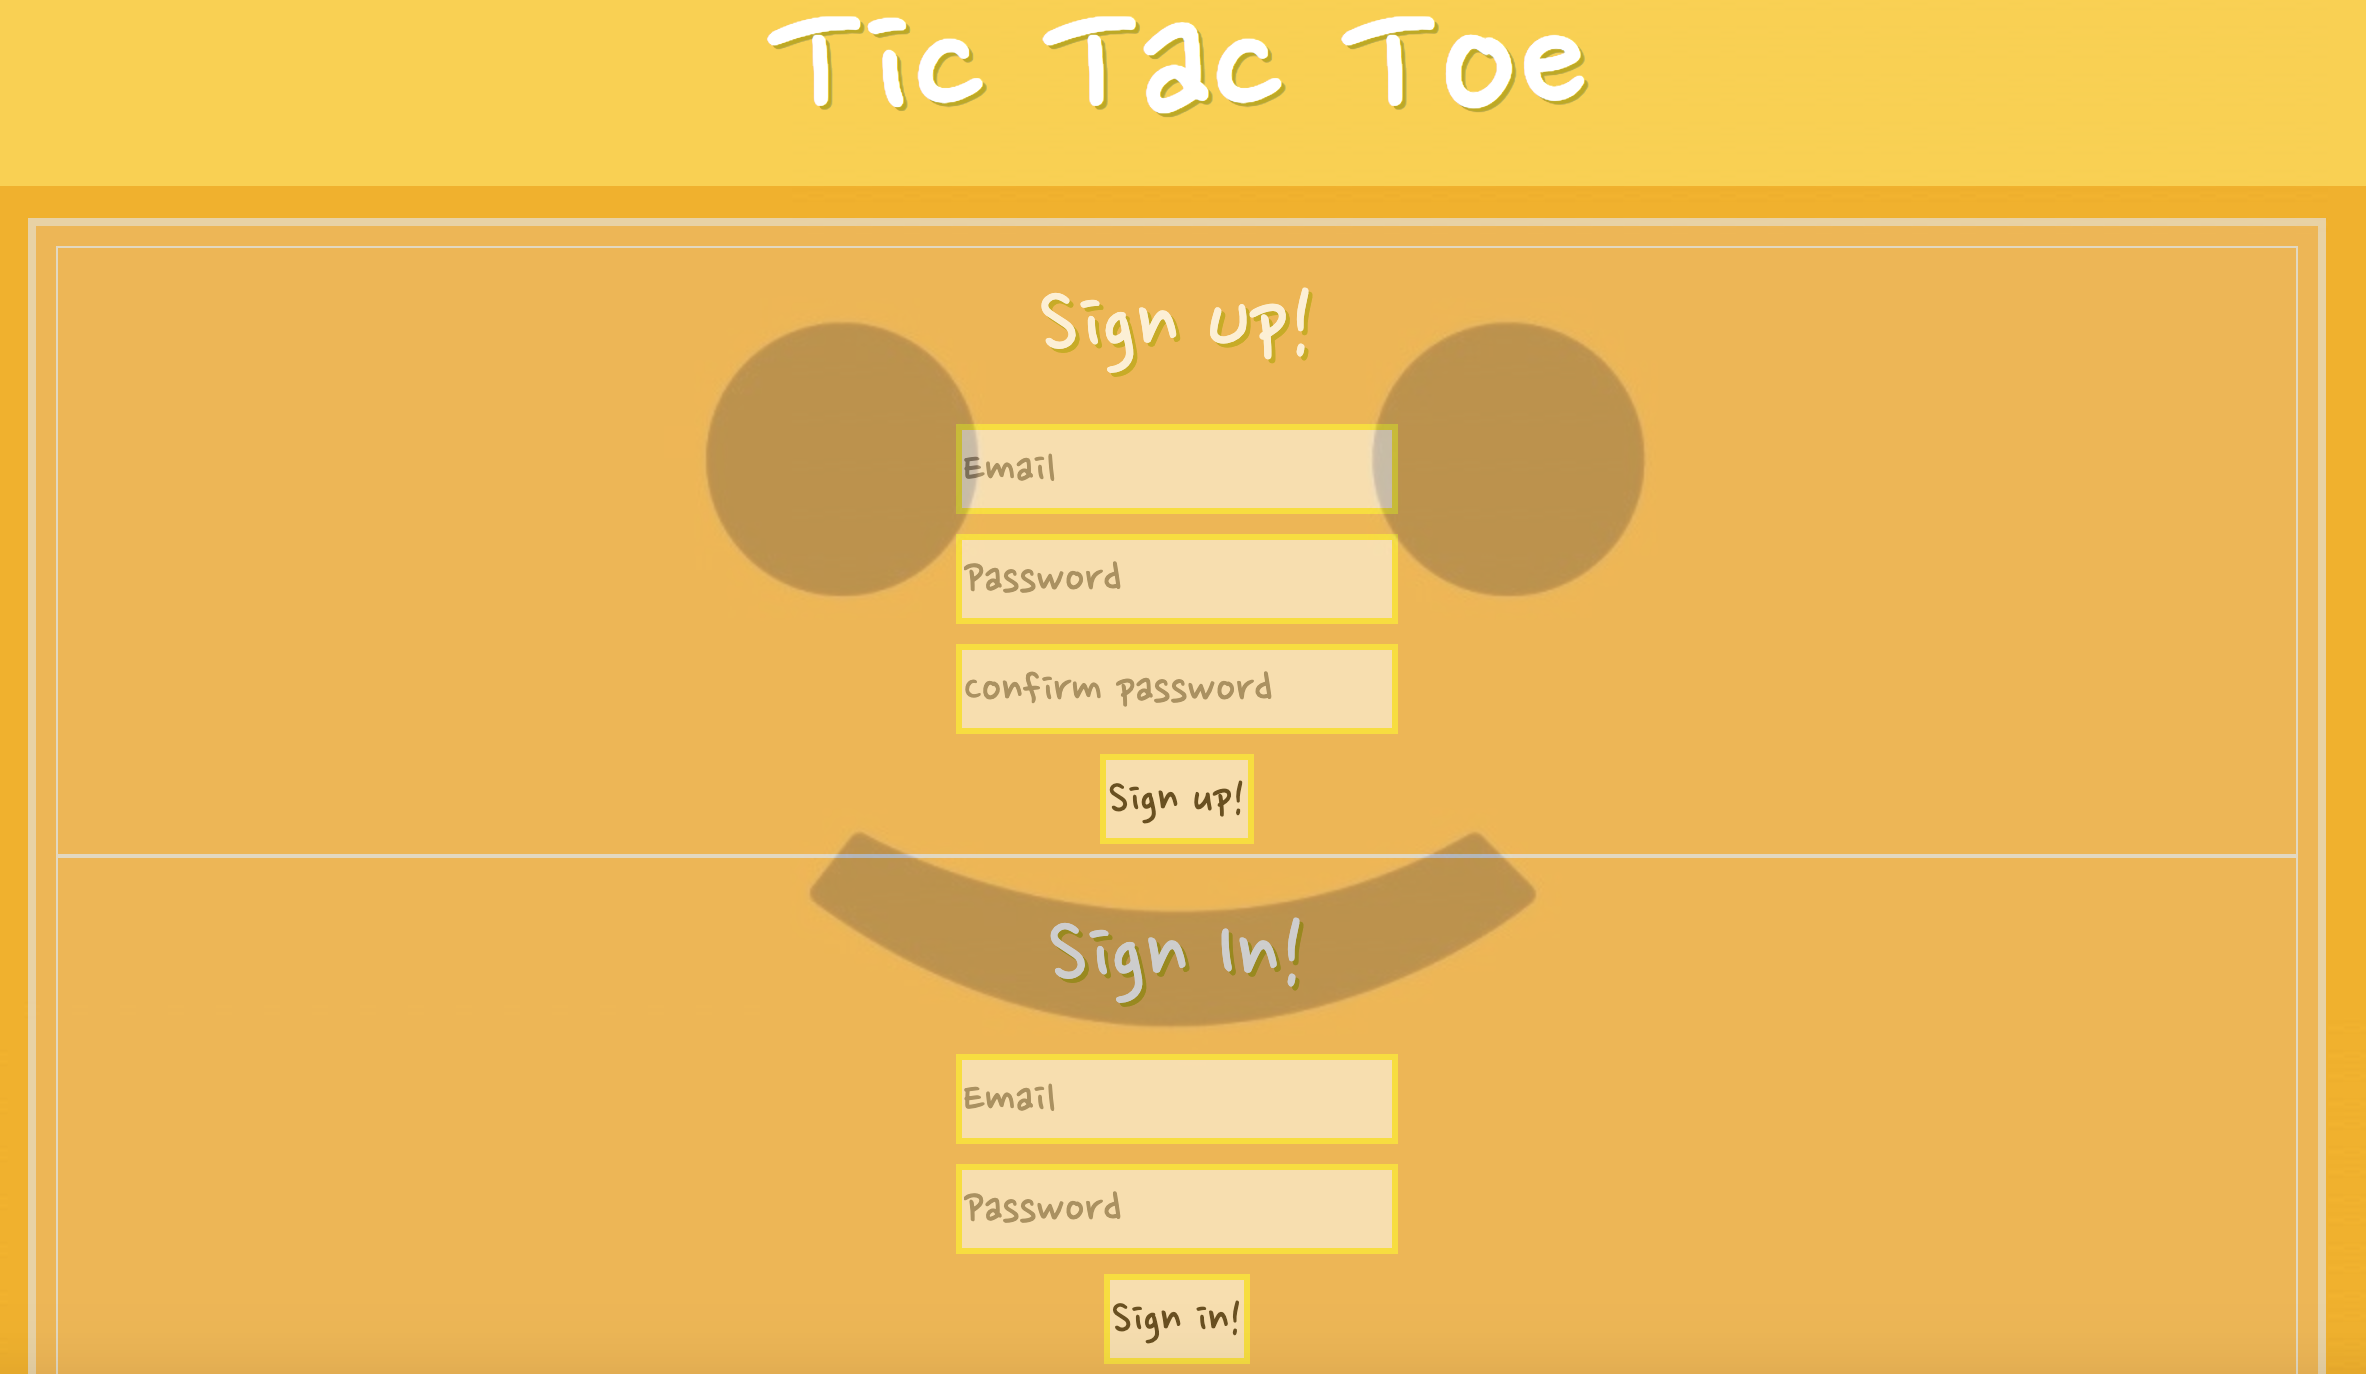 Tic Tac Toe
Sign Up!
Email
Password
Confirm password
Sign up!
Sign In!
Email
Password
Sign in!